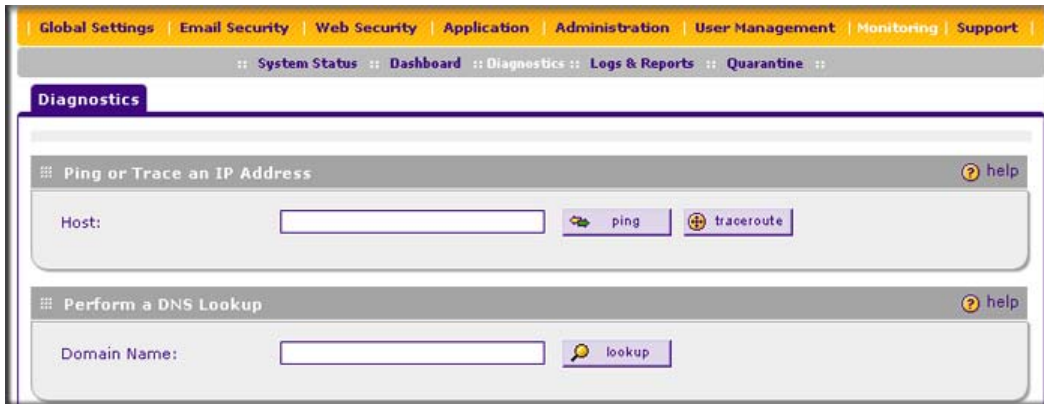 Global Settings | Email Security | Web Security | Application | Administration | User Management | Monitoring | Support |
:: System Status :: Dashboard :: Diagnostics :: Logs & Reports :: Quarantine ::
Diagnostics
Ping or Trace an IP Address ? help
Host: ping traceroute
Perform a DNS Lookup ? help
Domain Name: lookup